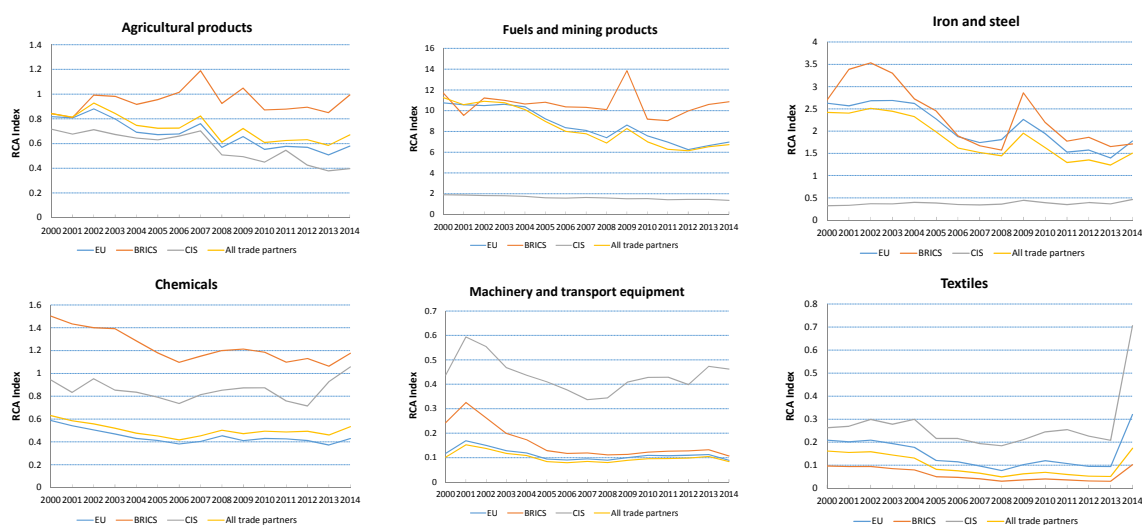 Agricultural products
RCA Index
1.4
1.2
1
0.8
0.6
0.4
0.2
0
2000 2001 2002 2003 2004 2005 2006 2007 2008 2009 2010 2011 2012 2013 2014
EU BRICS CIS All trade partners
Fuels and mining products
RCA Index
16
14
12
10
8
6
4
2
0
2000 2001 2002 2003 2004 2005 2006 2007 2008 2009 2010 2011 2012 2013 2014
EU BRICS CIS All trade partners
Iron and steel
RCA Index
4
3.5
3
2.5
2
1.5
1
0.5
0
2000 2001 2002 2003 2004 2005 2006 2007 2008 2009 2010 2011 2012 2013 2014
EU BRICS CIS All trade partners
Chemicals
RCA Index
1.6
1.4
1.2
1
0.8
0.6
0.4
0.2
0
2000 2001 2002 2003 2004 2005 2006 2007 2008 2009 2010 2011 2012 2013 2014
EU BRICS CIS All trade partners
Machinery and transport equipment
RCA Index
0.7
0.6
0.5
0.4
0.3
0.2
0.1
0
2000 2001 2002 2003 2004 2005 2006 2007 2008 2009 2010 2011 2012 2013 2014
EU BRICS CIS All trade partners
Textiles
RCA Index
0.8
0.7
0.6
0.5
0.4
0.3
0.2
0.1
0
2000 2001 2002 2003 2004 2005 2006 2007 2008 2009 2010 2011 2012 2013 2014
EU BRICS CIS All trade partners